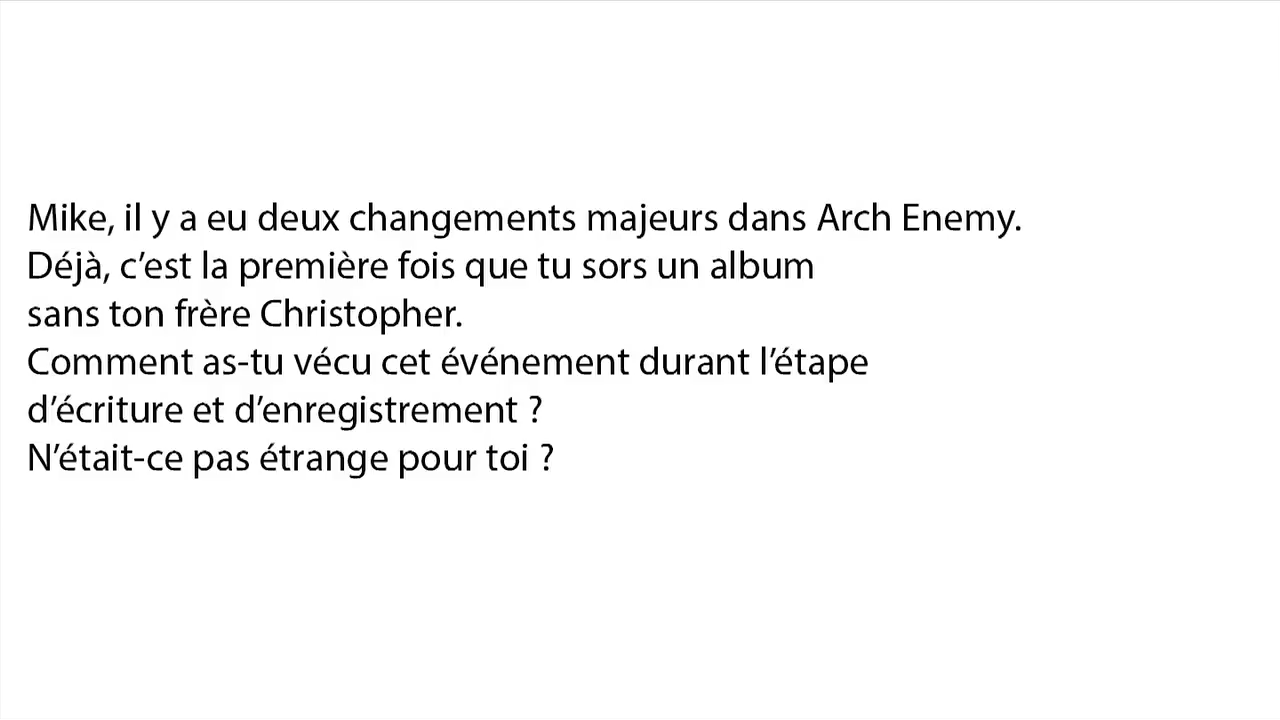 Mike, il y a eu deux changements majeurs dans Arch Enemy.
Déjà, c’est la première fois que tu sors un album
sans ton frère Christopher.
Comment as-tu vécu cet événement durant l’étape
d’écriture et d’enregistrement ?
N’était-ce pas étrange pour toi ?